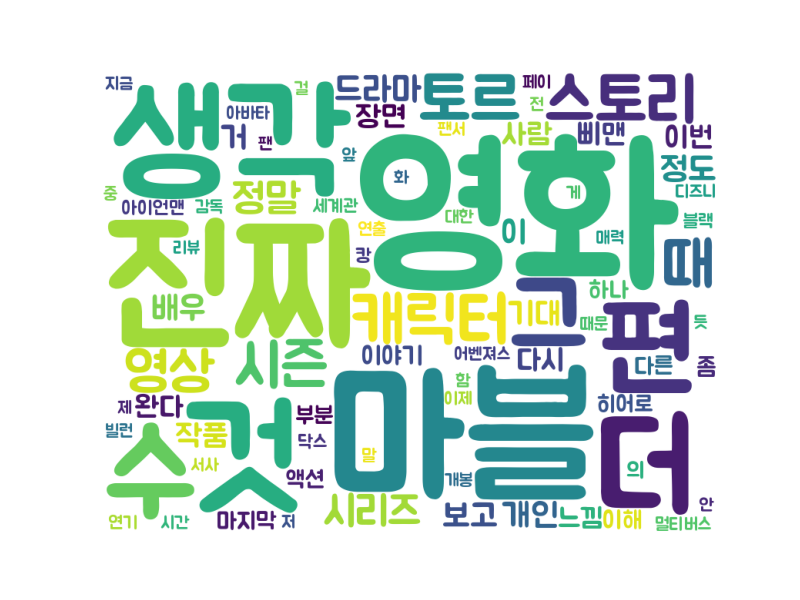 지금
생각
걸
아바타
거
팬
드라마
장면
앞
토르
팬서
페이
전
사람
스토리
삐맨
이번
정도
디즈니
중
아이언맨
감독
정말
세계관
화
영화
게
대한
연출
이
매력
블랙
때
진짜
리뷰
캉
배우
캐릭터
기대
그
하나
때운
편
듯
영상
시즌
이야기
어벤져스
다시
다른
좀
함
이제
마블
히어로
더
제
완다
수
것
부분
빌런
작품
닥스
서사
액션
말
개봉
의
안
연기
시간
마지막
저
시리즈
보고
개인
느낌
이해
멀티버스